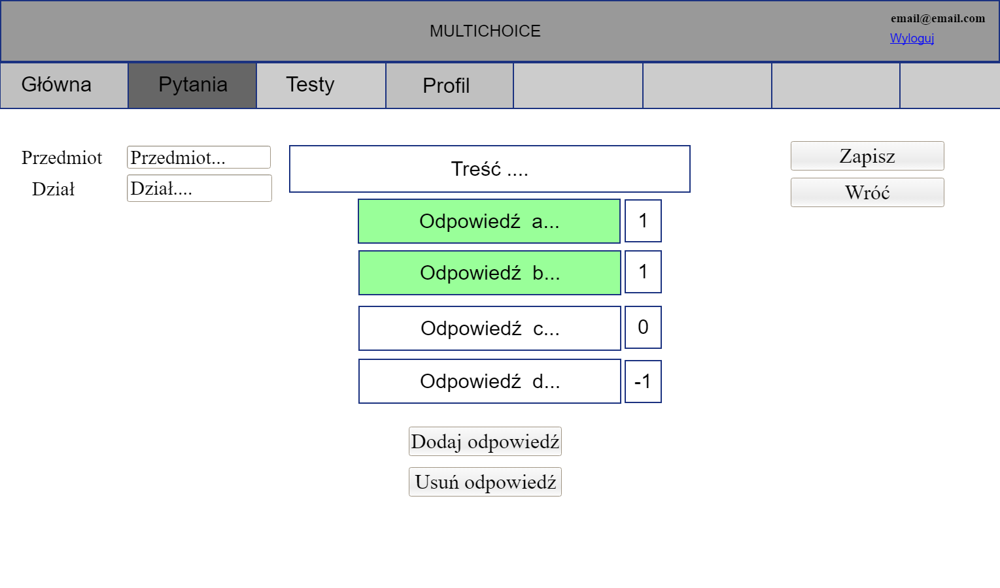 MULTICHOICE
email@email.com
Wyloguj
Główna
Pytania
Testy
Profil
Przedmiot
Przedmiot...
Dział
Dział....
Treść ....
Odpowiedź a...
1
Odpowiedź b...
1
Odpowiedź c...
0
Odpowiedź d...
-1
Dodaj odpowiedź
Usuń odpowiedź
Zapisz
Wróć